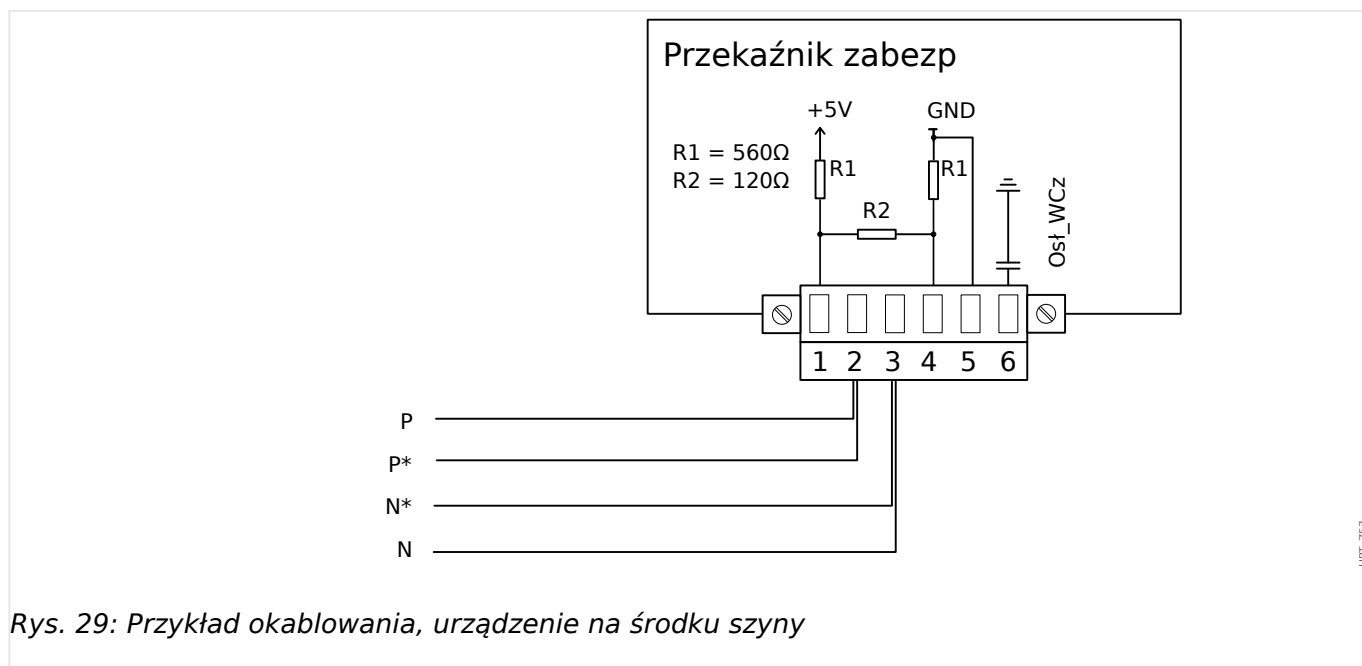 Przekaźnik zabezp
+5V GND
R1 = 560Ω
R2 = 120Ω
R1 R1
R2
Osł_WCz
1 2 3 4 5 6
P
P*
N*
N
Rys. 29: Przykład okablowania, urządzenie na środku szyny